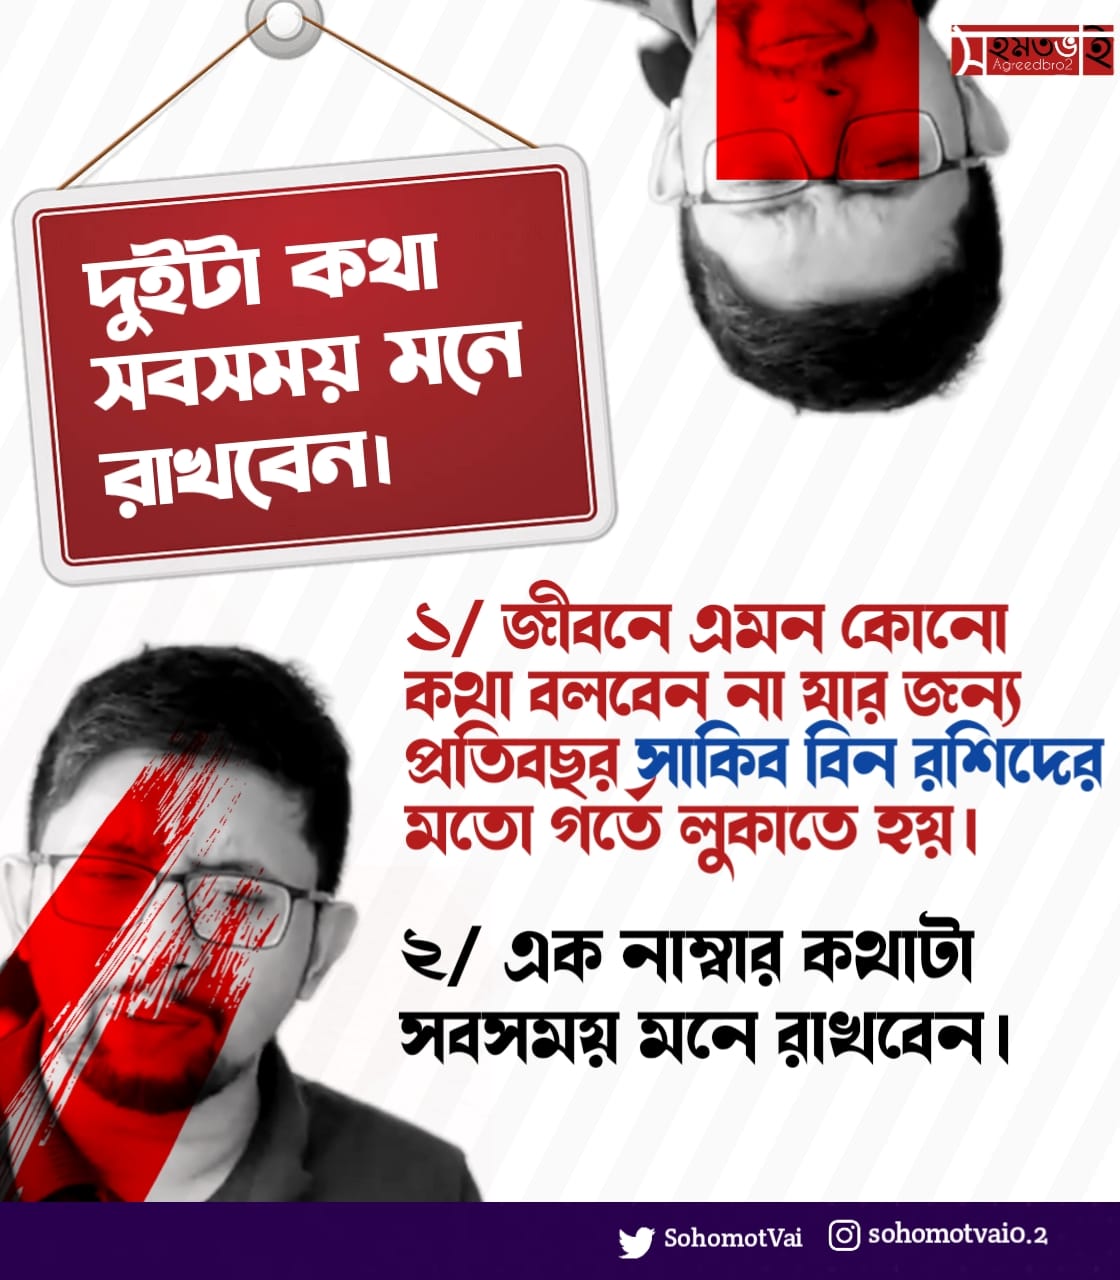 সহমতভাই
Agreedbro2
দুইটা কথা
সবসময় মনে
রাখবেন।
১/ জীবনে এমন কোনো
কথা বলবেন না যার জন্য
প্রতিবছর সাকিব বিন রশিদের
মতো গর্তে লুকাতে হয়।
২/ এক নাম্বার কথাটা
সবসময় মনে রাখবেন।
SohomotVai sohomotvai0.2